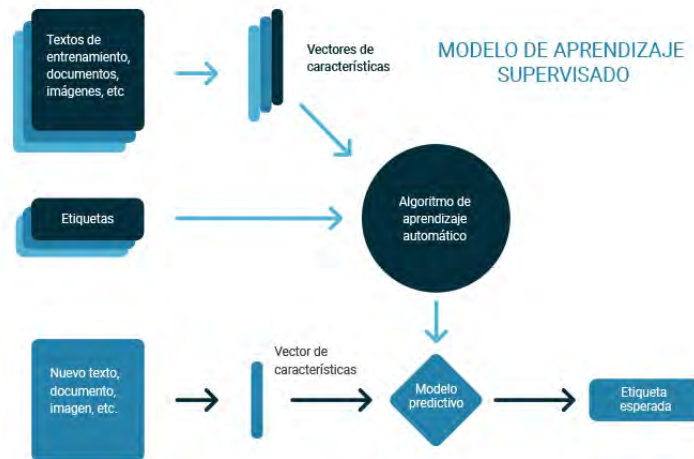 Textos de
entrenamiento,
documentos,
imágenes, etc
Vectores de
características
MODELO DE APRENDIZAJE
SUPERVISADO
Etiquetas
Algoritmo de
aprendizaje
automático
Nuevo texto,
documento,
imagen, etc.
Vector de
características
Modelo
predictivo
Etiqueta
esperada